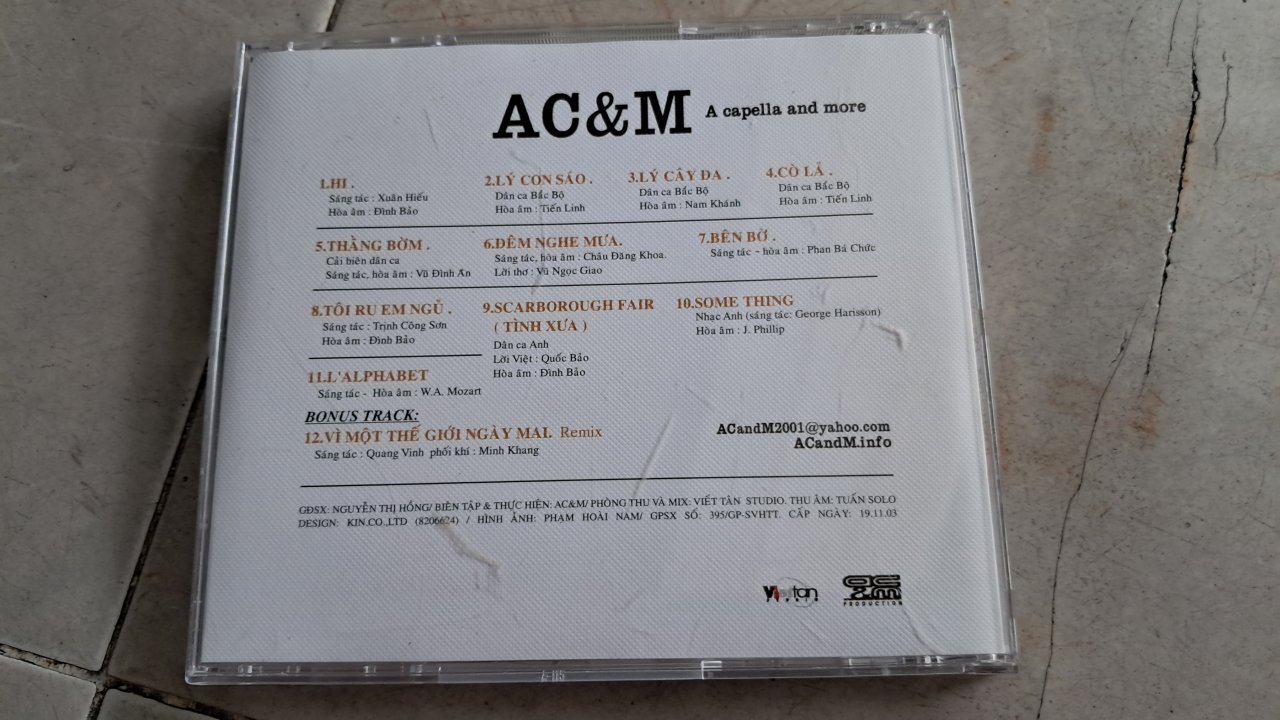 AC&M A capella and more
1.HI .
Sáng tác : Xuân Hiếu
Hòa âm : Đình Bảo
2.LÝ CON SÁO .
Dân ca Bắc Bộ
Hòa âm : Tiến Linh
3.LÝ CÂY ĐA .
Dân ca Bắc Bộ
Hòa âm : Nam Khánh
4.CÒ LẢ .
Dân ca Bắc Bộ
Hòa âm : Tiến Linh
5.THẰNG BỜM .
Cải biên dân ca
Sáng tác, hòa âm : Vũ Đình Ân
6.ĐÊM NGHE MƯA.
Sáng tác, hòa âm : Châu Đăng Khoa.
Lời thơ : Vũ Ngọc Giao
7.BÊN BỜ .
Sáng tác - hòa âm : Phan Bá Chức
8.TÔI RU EM NGỦ .
Sáng tác : Trịnh Công Sơn
Hòa âm : Đình Bảo
9.SCARBOROUGH FAIR
( TÌNH XƯA )
Dân ca Anh
Lời Việt : Quốc Bảo
Hòa âm : Đình Bảo
10.SOME THING
Nhạc Anh (sáng tác: George Harisson)
Hòa âm : J. Phillip
11.L'ALPHABET
Sáng tác - Hòa âm : W.A. Mozart
BONUS TRACK:
12.VÌ MỘT THẾ GIỚI NGÀY MAI. Remix
Sáng tác : Quang Vinh phối khí : Minh Khang
ACandM2001@yahoo.com
ACandM.info
GĐSX: NGUYỄN THỊ HỒNG/ BIÊN TẬP & THỰC HIỆN: AC&M/ PHÒNG THU VÀ MIX: VIẾT TÂN STUDIO. THU ÂM: TUẤN SOLO
DESIGN: KIN.CO.,LTD (8206624) / HÌNH ẢNH: PHẠM HOÀI NAM/ GPSX SỐ: 395/GP-SVHTT. CẤP NGÀY: 19.11.03
Việttan
STUDIO
ac&m
PRODUCTION